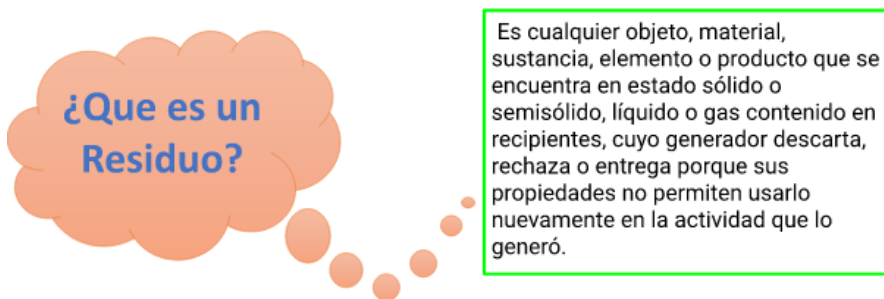 ¿Que es un
Residuo?
Es cualquier objeto, material,
sustancia, elemento o producto que se
encuentra en estado sólido o
semisólido, líquido o gas contenido en
recipientes, cuyo generador descarta,
rechaza o entrega porque sus
propiedades no permiten usarlo
nuevamente en la actividad que lo
generó.